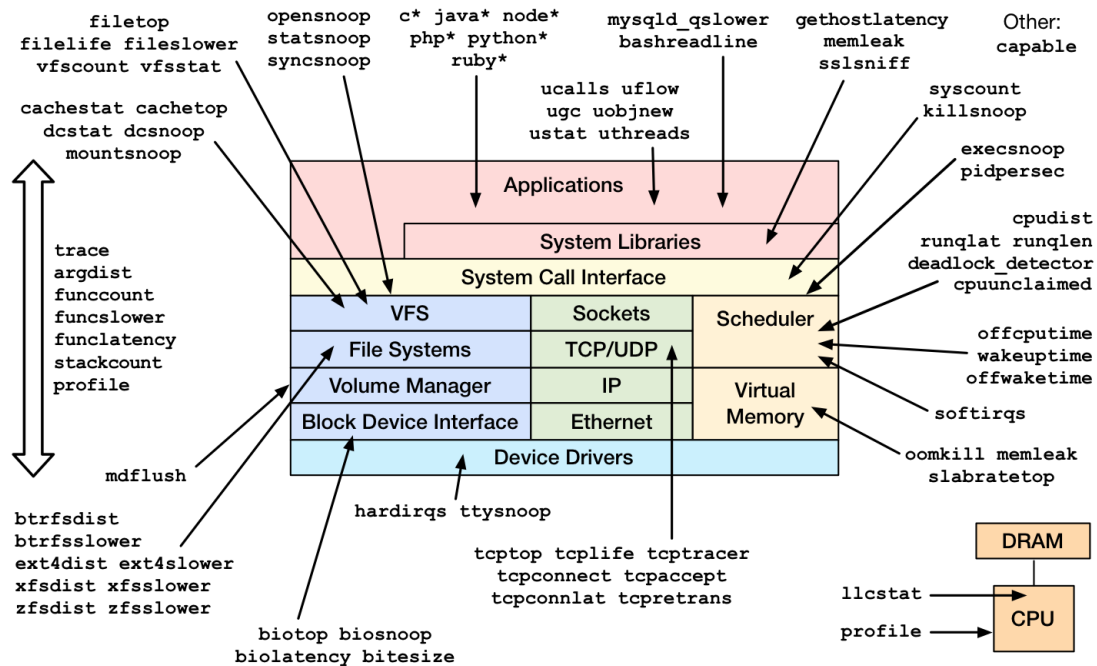 filetop
filelife fileslower
vfscount vfsstat
opensnoop
statsnoop
syncsnoop
c* java* node*
php* python*
ruby*
mysqld_qslower
bashreadline
gethostlatency
memleak
sslsniff
Other:
capable
cachestat cachetop
dcstat dcsnoop
mountsnoop
ucalls uflow
ugc uobjnew
ustat uthreads
syscount
killsnoop
execsnoop
pidpersec
Applications
System Libraries
System Call Interface
VFS
Sockets
Scheduler
File Systems
TCP/UDP
Volume Manager
IP
Virtual
Memory
Block Device Interface
Ethernet
Device Drivers
trace
argdist
funccount
funcslower
funclatency
stackcount
profile
cpudist
runqlat runqlen
deadlock_detector
cpuunclaimed
offcputime
wakeuptime
offwaketime
softirqs
oomkill memleak
slabratetop
mdflush
hardirqs ttysnoop
btrfsdist
btrfsslower
ext4dist ext4slower
xfsdist xfsslower
zfsdist zfsslower
biotop biosnoop
biolatency bitesize
tcptop tcplife tcptracer
tcpconnect tcpaccept
tcpconnlat tcpretrans
DRAM
llcstat
CPU
profile